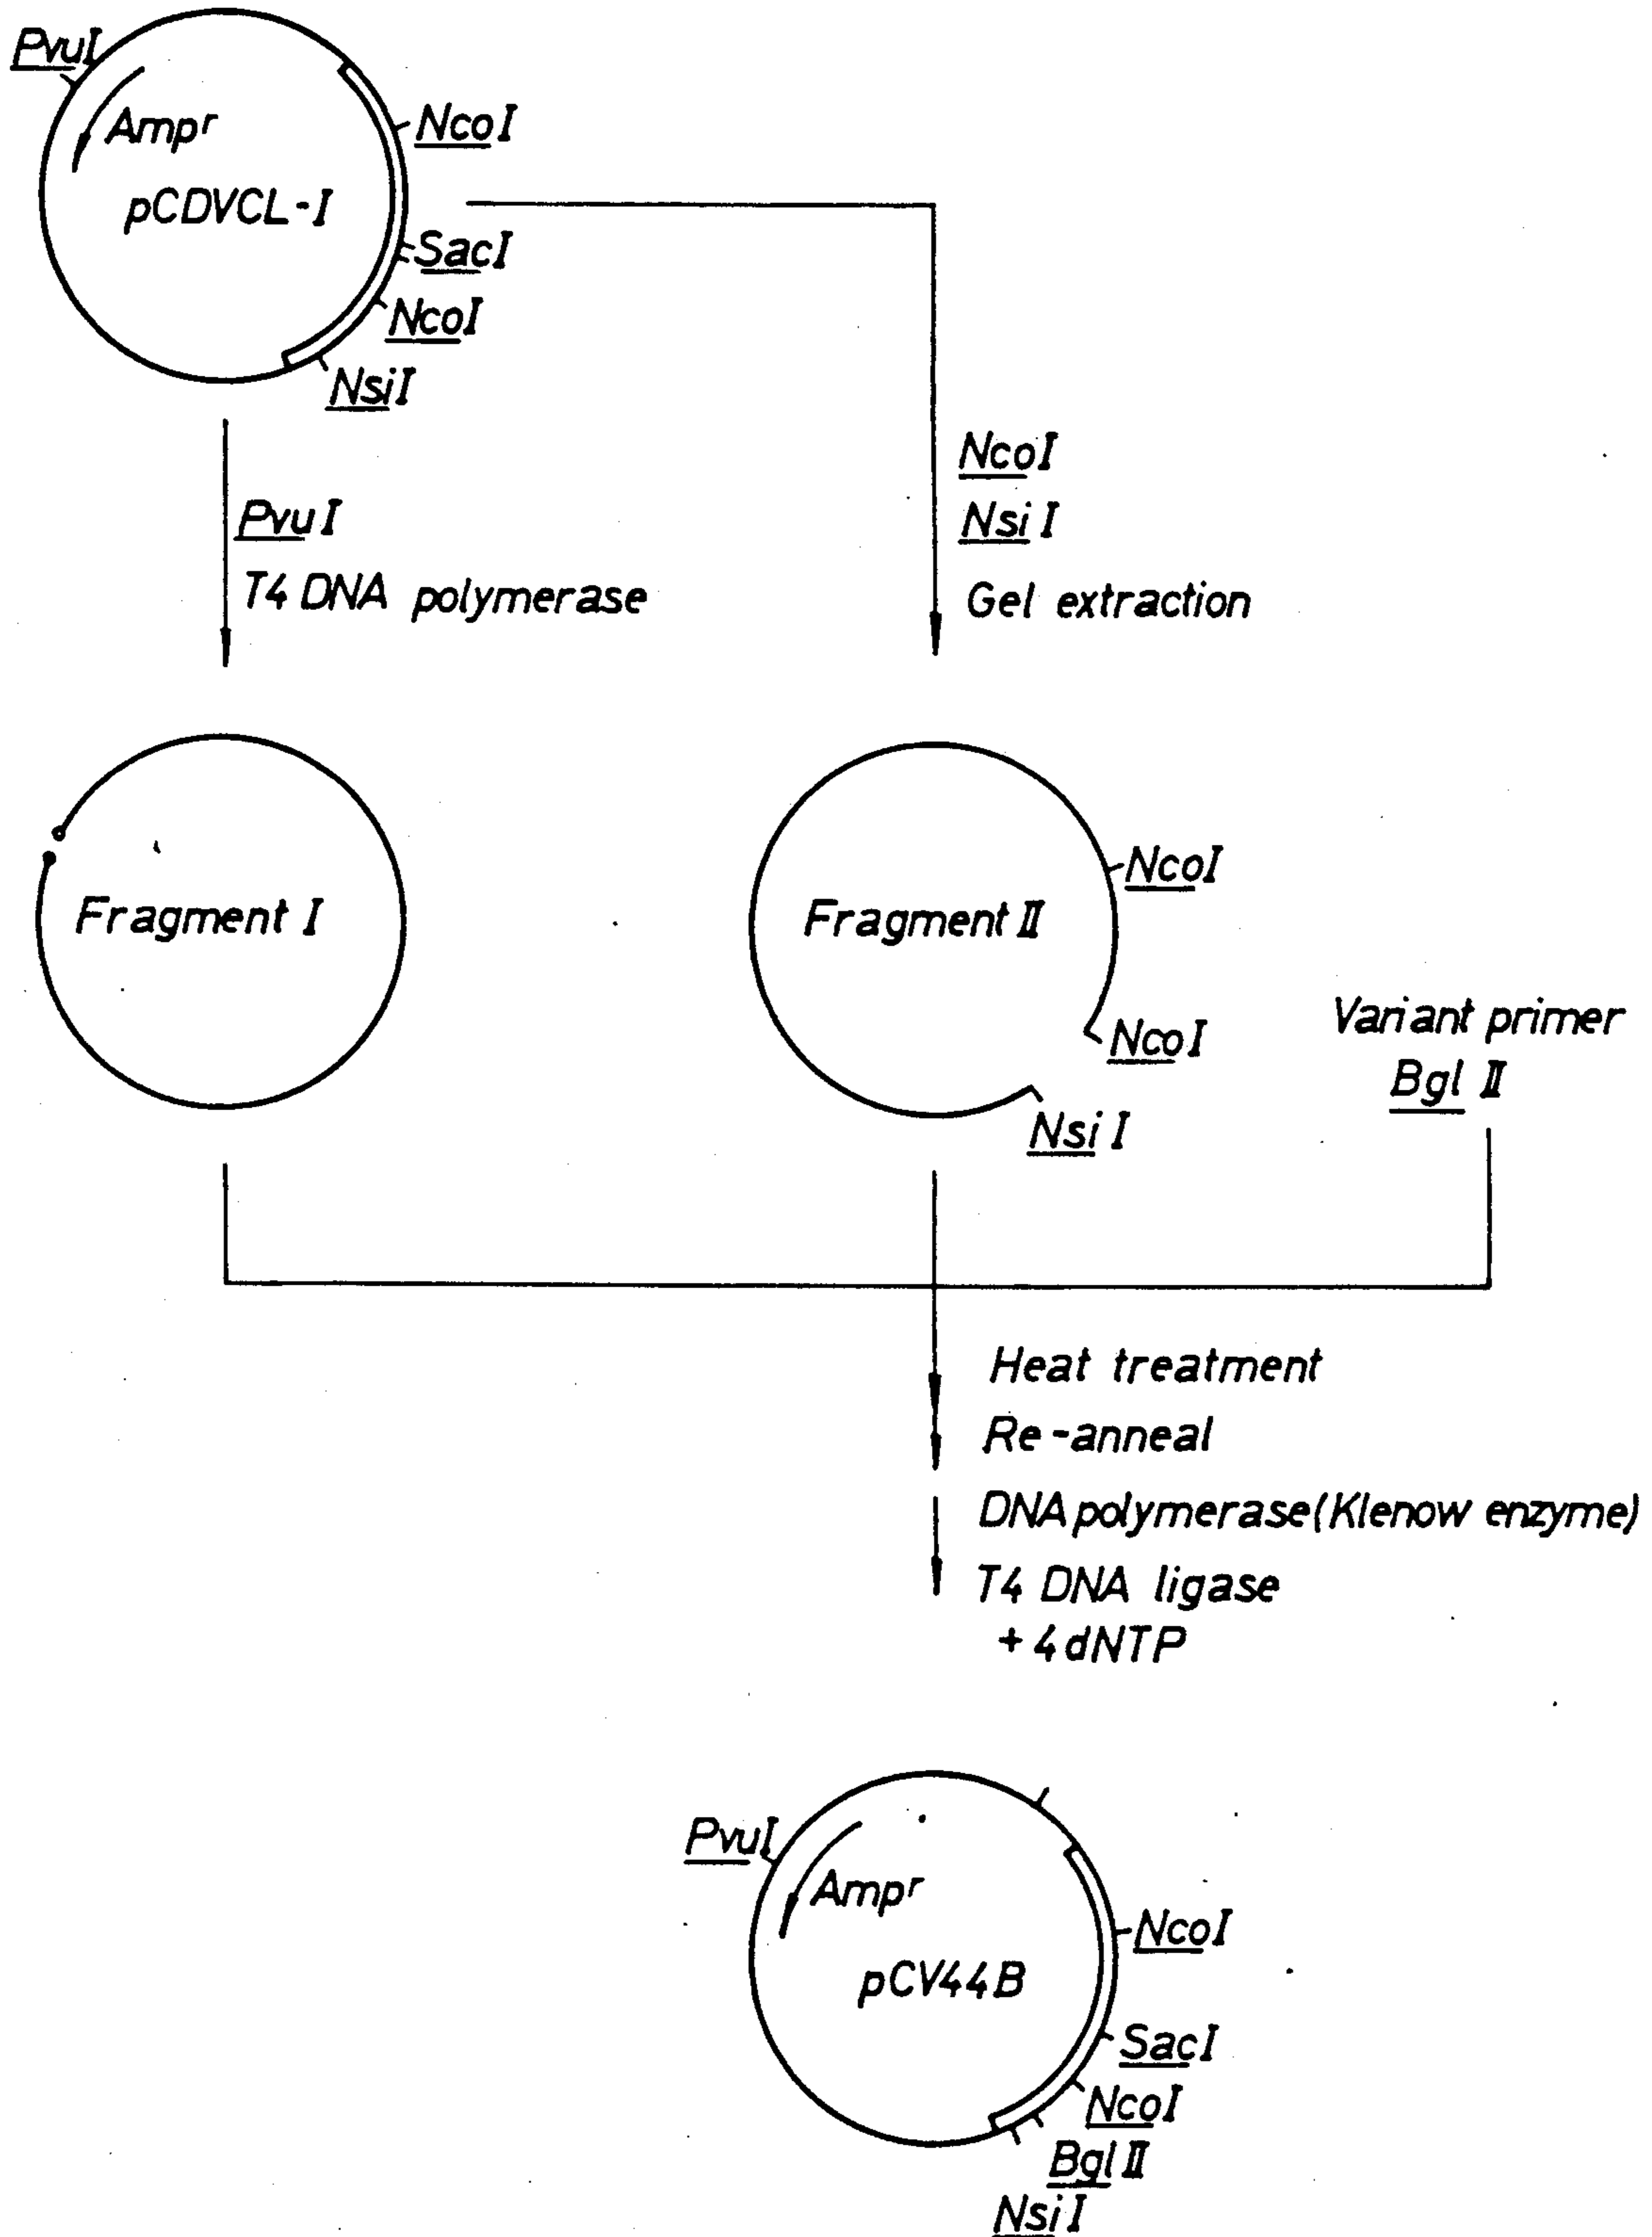 PvuI
Ampr
pCDVCL-I
NcoI
SacI
NcoI
NsiI
PvuI
T4 DNA polymerase
NcoI
NsiI
Gel extraction
Fragment I
Fragment II
NcoI
NcoI
NsiI
Variant primer
Bgl II
Heat treatment
Re-anneal
DNA polymerase (Klenow enzyme)
T4 DNA ligase
+ 4dNTP
PvuI
Ampr
pCV44B
NcoI
SacI
NcoI
Bgl II
NsiI